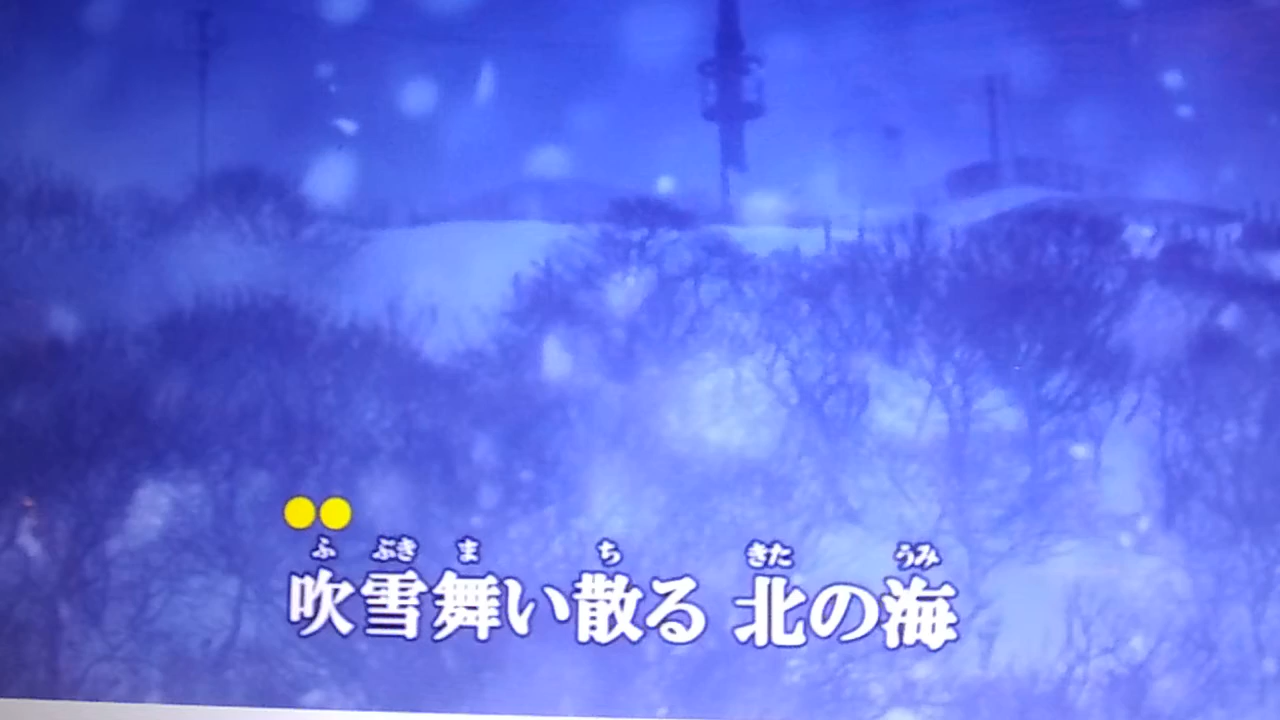 ふ ぶき ま ち きた うみ
吹雪舞い散る 北の海